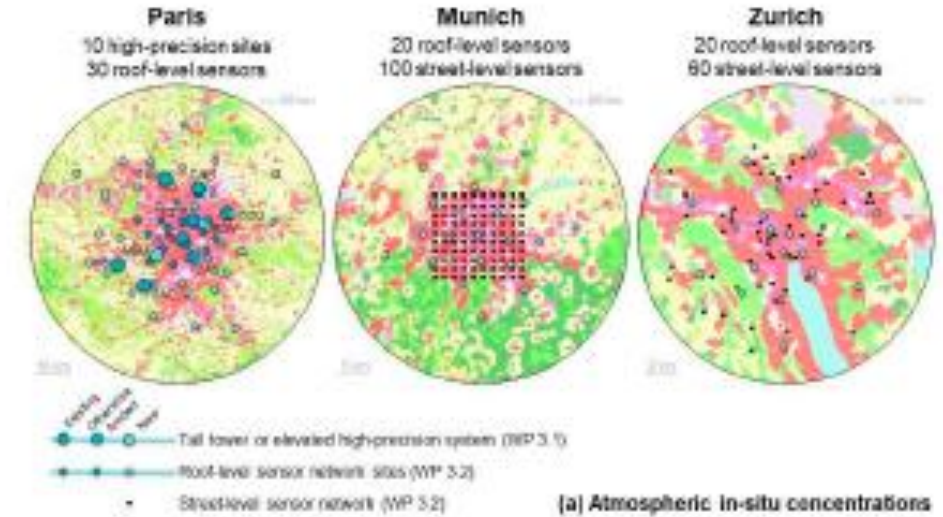 Paris
10 high-precision sites
30 roof-level sensors
Munich
20 roof-level sensors
100 street-level sensors
Zurich
20 roof-level sensors
60 street-level sensors
Existing
New
Tall tower or elevated high-precision system (WP 3.1)
Roof-level sensor network sites (WP 3.2)
Street-level sensor network (WP 3.2)
(a) Atmospheric in-situ concentrations